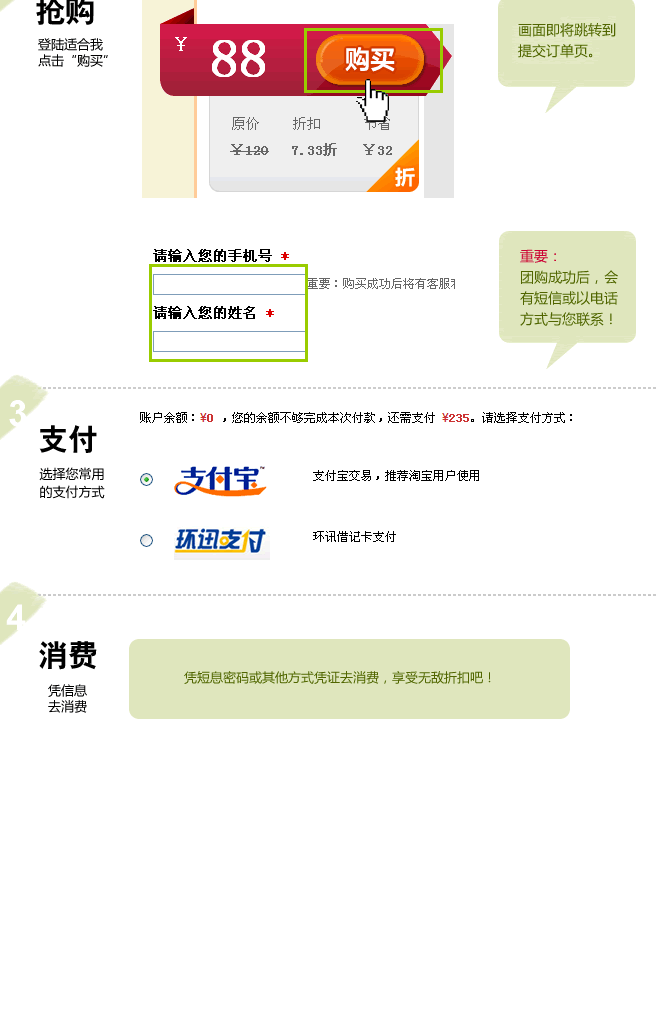 抢购
登陆适合我
点击“购买”
¥ 88 购买
画面即将跳转到
提交订单页。
原价 折扣 节省
¥120 7.33折 ¥32
折
请输入您的手机号 *
重要：购买成功后将有客服
请输入您的姓名 *
重要：
团购成功后，会
有短信或以电话
方式与您联系！
3
支付
选择您常用
的支付方式
账户余额：¥0 ，您的余额不够完成本次付款，还需支付 ¥235。请选择支付方式：
支付宝™ 支付宝交易，推荐淘宝用户使用
环迅支付 环讯借记卡支付
4
消费
凭信息
去消费
凭短息密码或其他方式凭证去消费，享受无敌折扣吧！